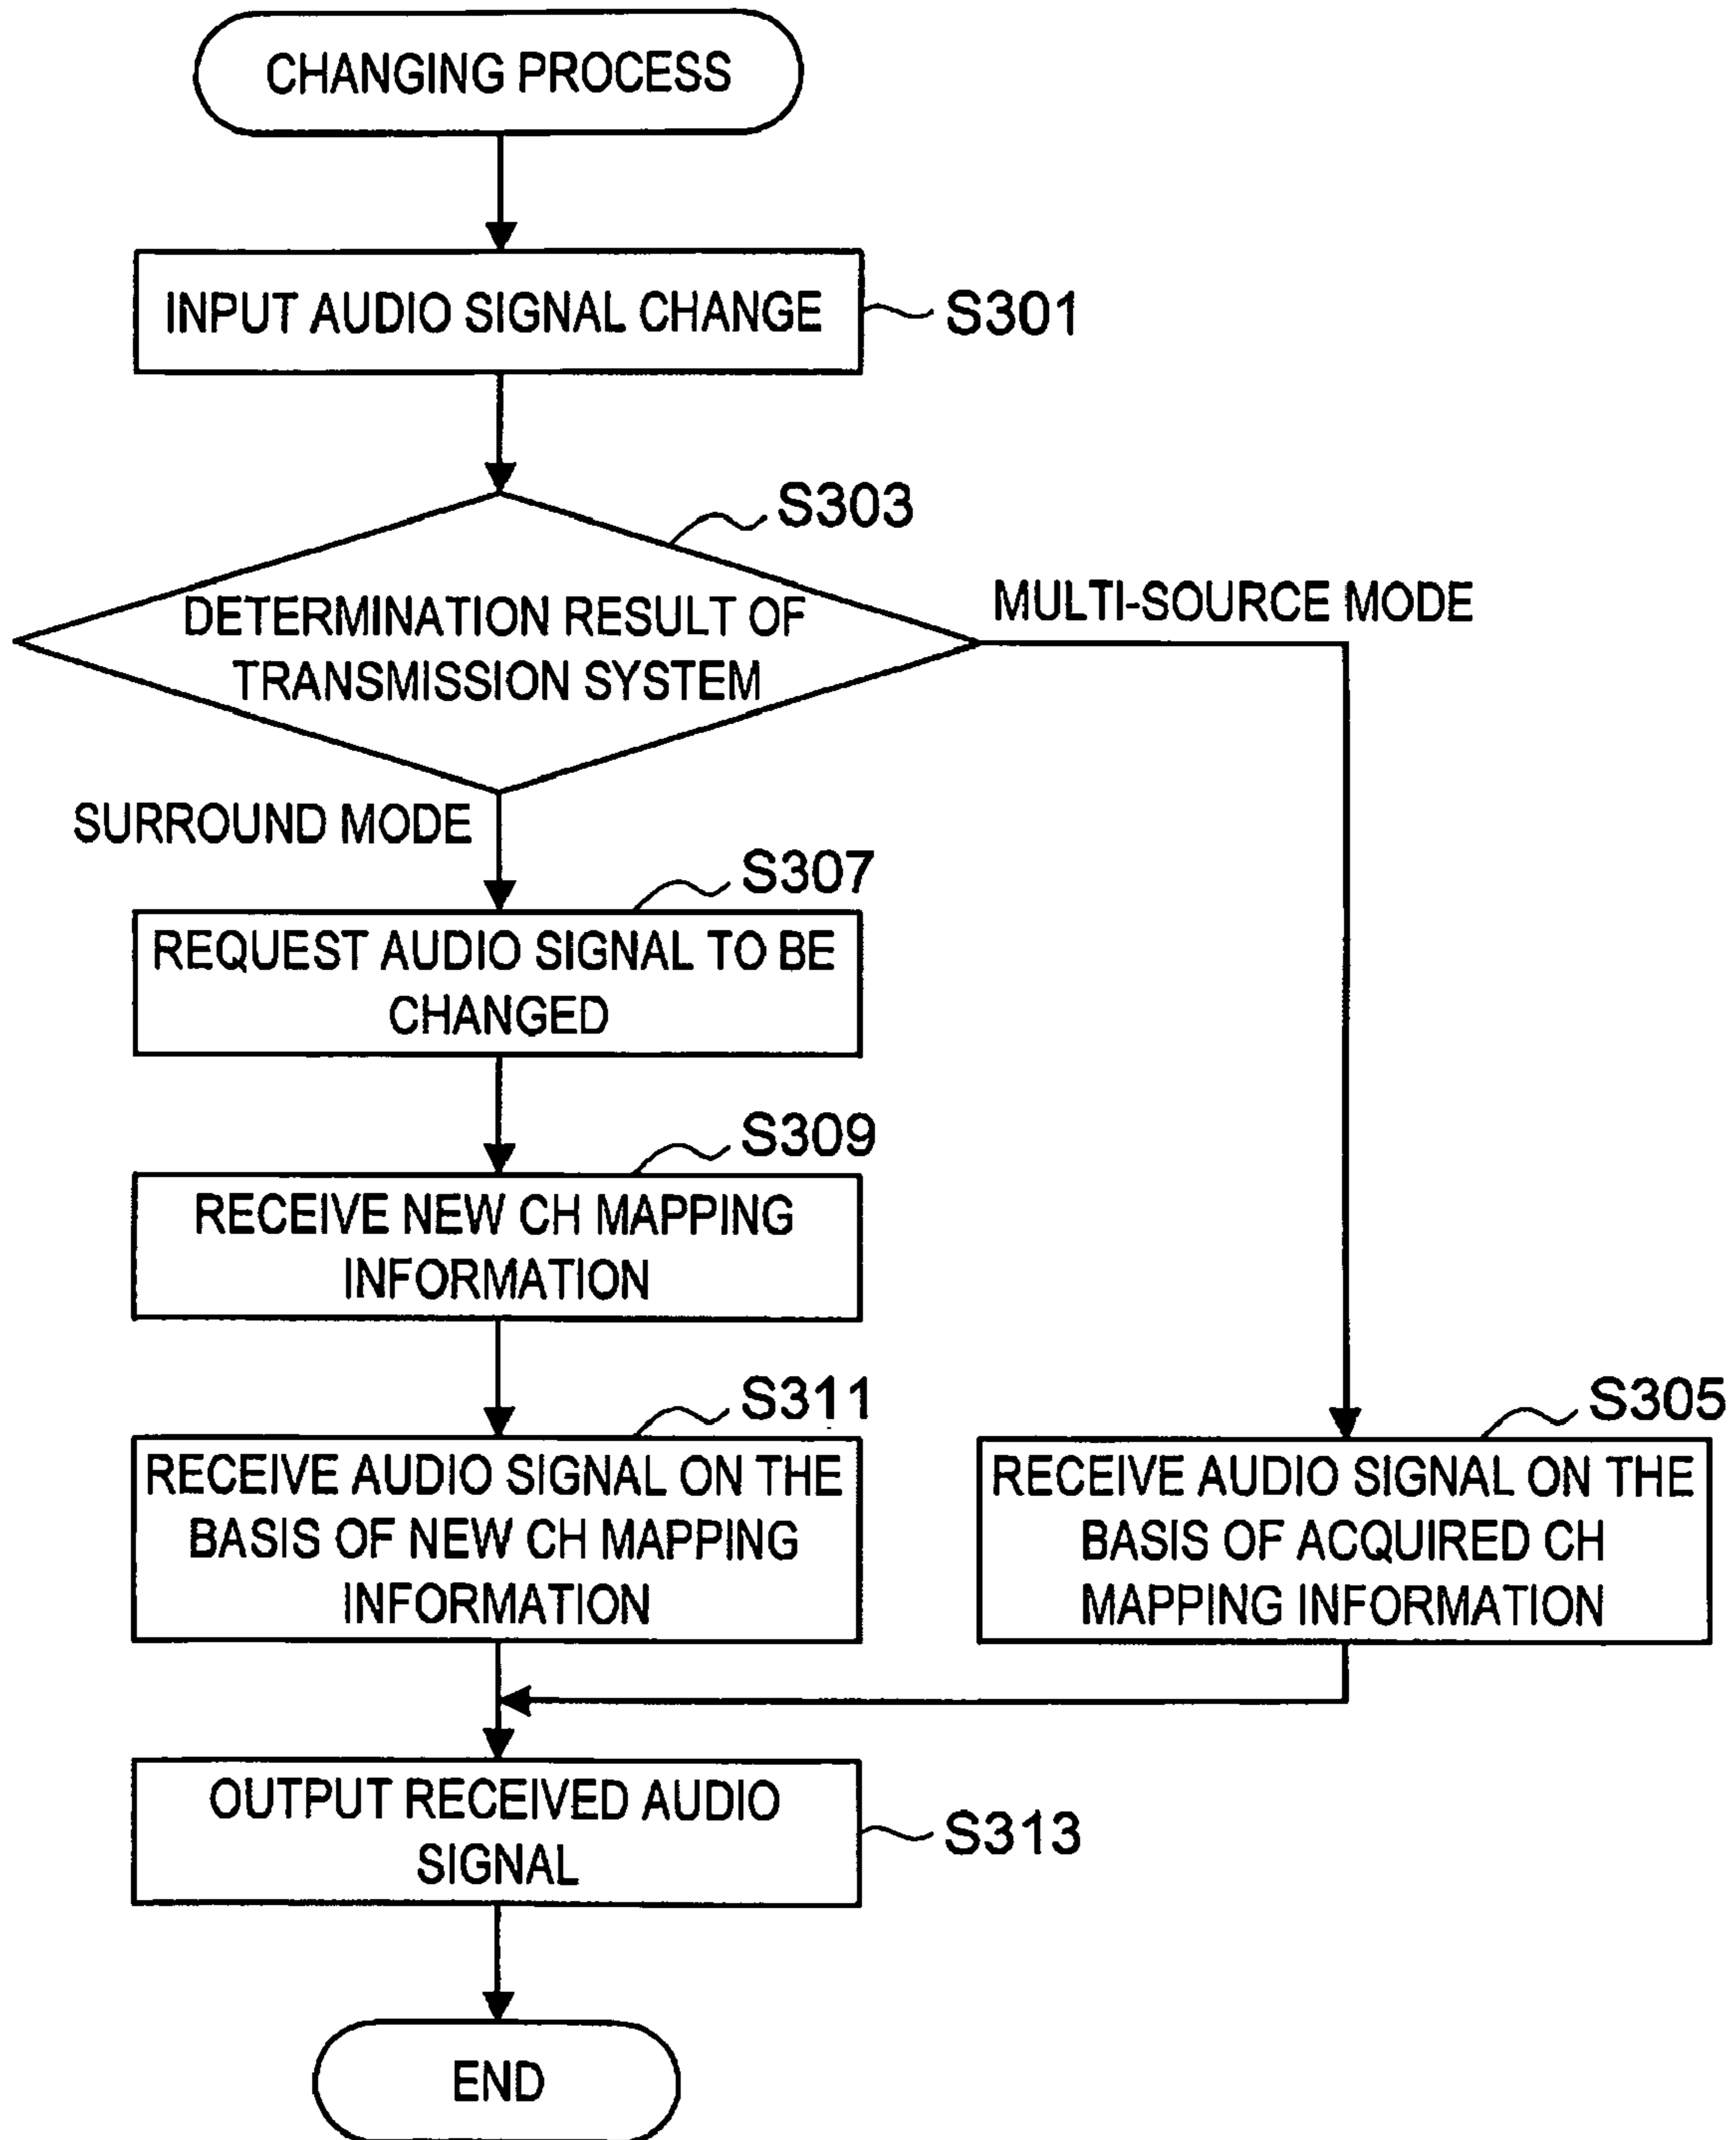 CHANGING PROCESS
INPUT AUDIO SIGNAL CHANGE
S301
S303
DETERMINATION RESULT OF
TRANSMISSION SYSTEM
MULTI-SOURCE MODE
SURROUND MODE
S307
REQUEST AUDIO SIGNAL TO BE
CHANGED
S309
RECEIVE NEW CH MAPPING
INFORMATION
S311
RECEIVE AUDIO SIGNAL ON THE
BASIS OF NEW CH MAPPING
INFORMATION
S305
RECEIVE AUDIO SIGNAL ON THE
BASIS OF ACQUIRED CH
MAPPING INFORMATION
OUTPUT RECEIVED AUDIO
SIGNAL
S313
END